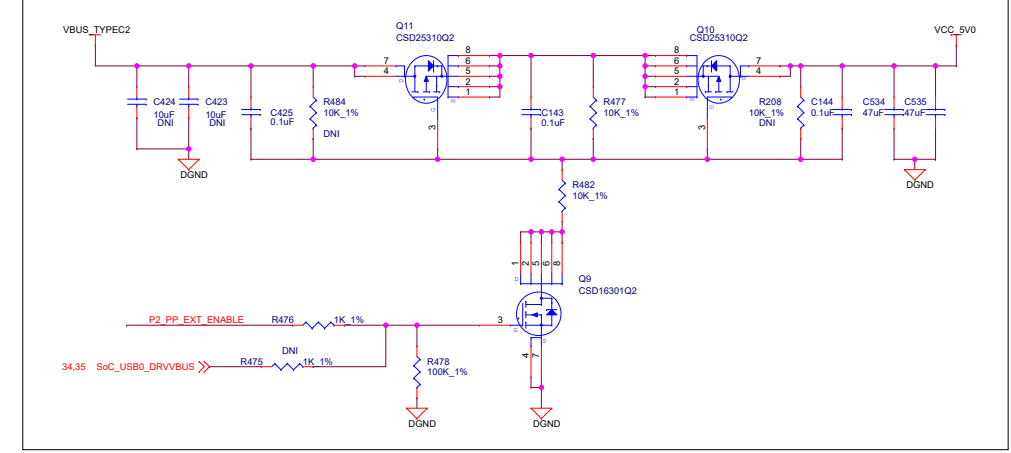 VBUS_TYPEC2
Q11
CSD25310Q2
Q10
CSD25310Q2
VCC_5V0
7
4
8
6
5
2
1
3
8
6
5
2
1
7
4
3
C424
10uF
DNI
C423
10uF
DNI
C425
0.1uF
R484
10K_1%
DNI
C143
0.1uF
R477
10K_1%
R208
10K_1%
DNI
C144
0.1uF
C534
47uF
C535
47uF
DGND
DGND
R482
10K_1%
1
2
5
6
8
Q9
CSD16301Q2
3
4
7
P2_PP_EXT_ENABLE
R476
1K_1%
34,35 SoC_USB0_DRVVBUS
R475
DNI
1K_1%
R478
100K_1%
DGND
DGND